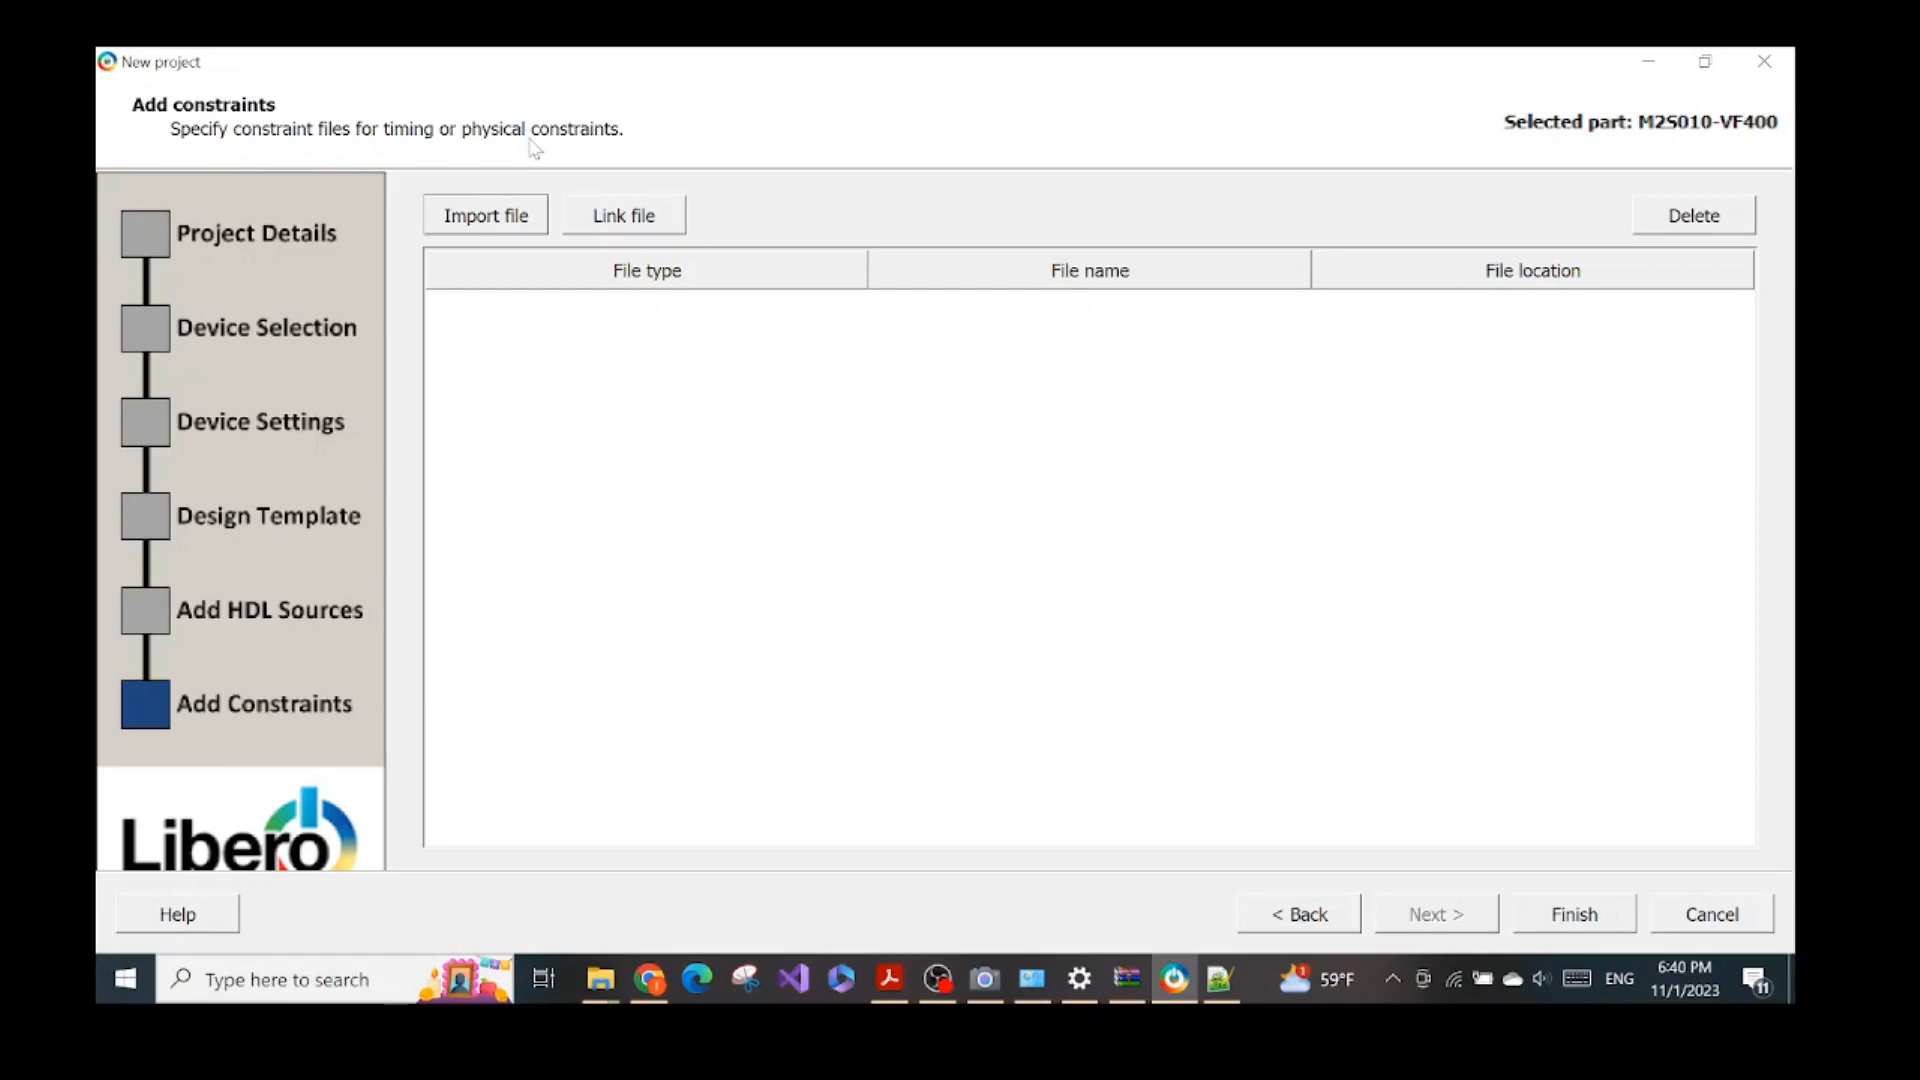 New project
Add constraints
Specify constraint files for timing or physical constraints.
Selected part: M2S010-VF400
Project Details
Device Selection
Device Settings
Design Template
Add HDL Sources
Add Constraints
Libero
Import file
Link file
Delete
File type
File name
File location
Help
< Back
Next >
Finish
Cancel
Type here to search
1
59°F
ENG
6:40 PM
11/1/2023
11